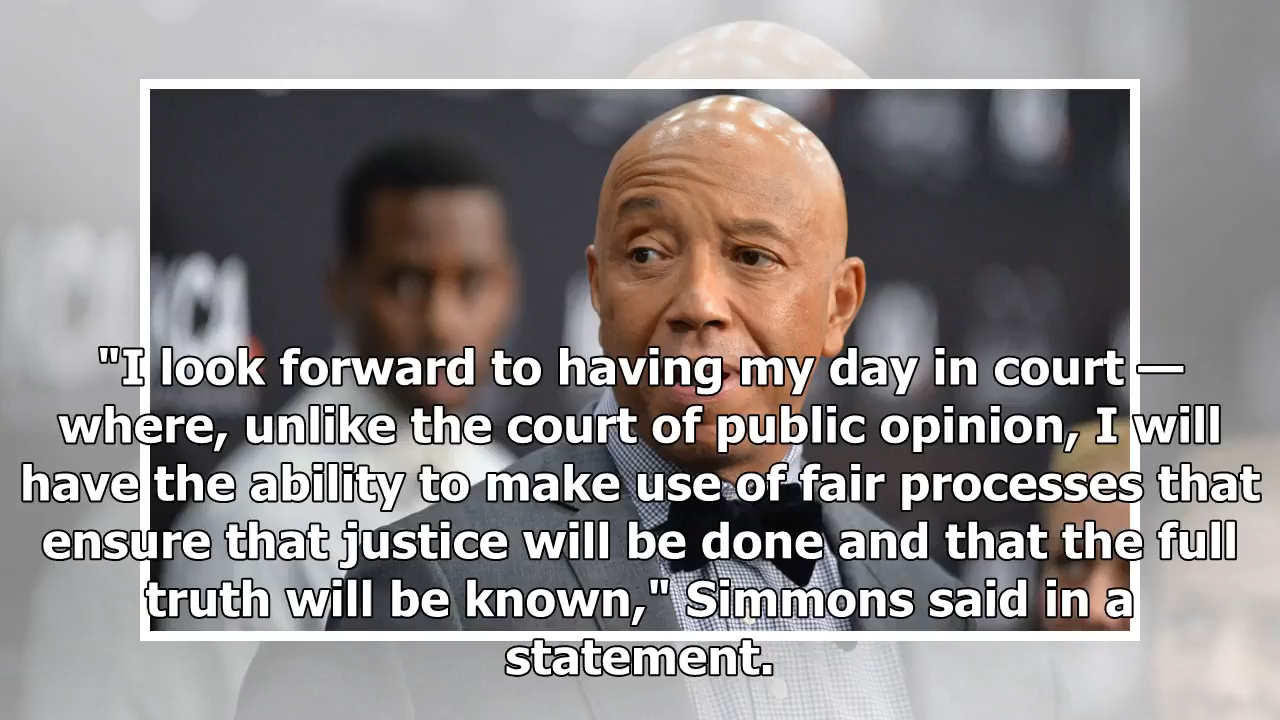 "I look forward to having my day in court —
where, unlike the court of public opinion, I will
have the ability to make use of fair processes that
ensure that justice will be done and that the full
truth will be known," Simmons said in a
statement.